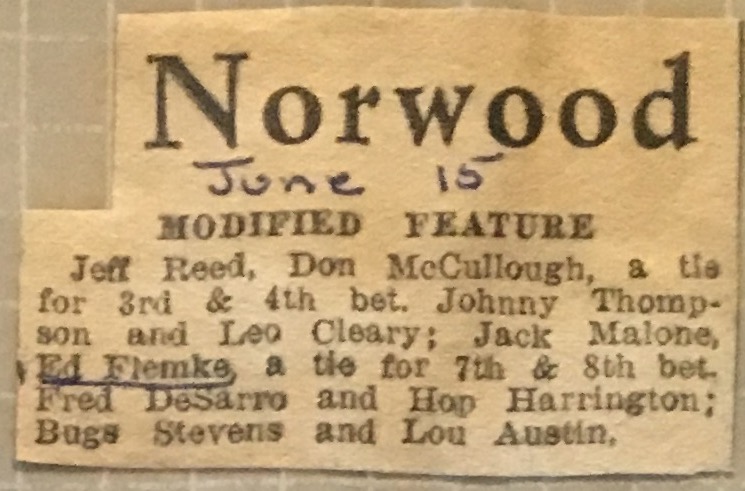 Norwood
June 15
MODIFIED FEATURE
Jeff Reed, Don McCullough, a tie
for 3rd & 4th bet. Johnny Thomp-
son and Leo Cleary; Jack Malone,
Ed Flemke, a tie for 7th & 8th bet.
Fred DeSarro and Hop Harrington;
Bugs Stevens and Lou Austin.